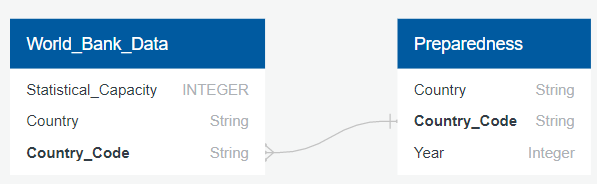 World_Bank_Data
Statistical_Capacity INTEGER
Country String
Country_Code String
Preparedness
Country String
Country_Code String
Year Integer